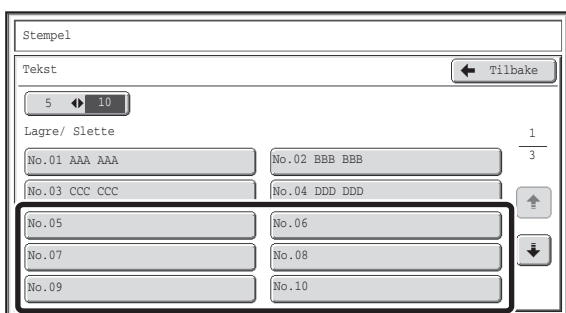 Stempel
Tekst
Tilbake
5 10
Lagre/ Slette
1
3
No.01 AAA AAA
No.02 BBB BBB
No.03 CCC CCC
No.04 DDD DDD
No.05
No.06
No.07
No.08
No.09
No.10